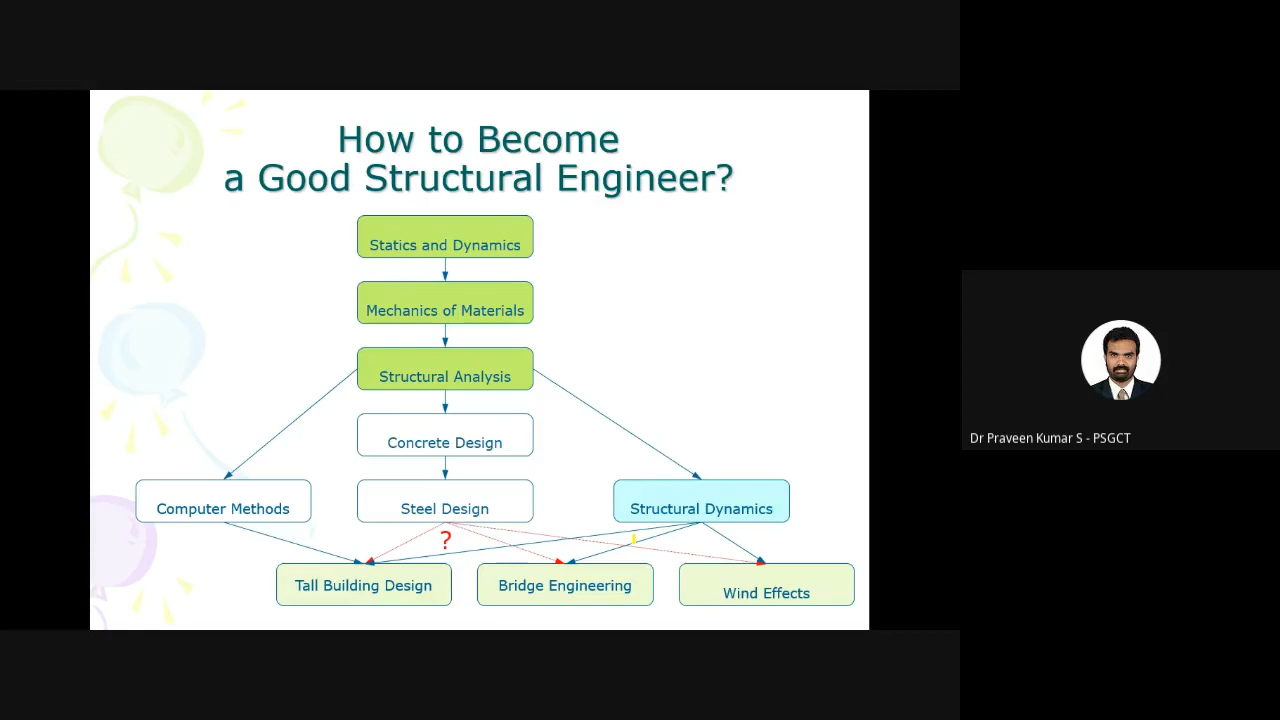 How to Become
a Good Structural Engineer?
Statics and Dynamics
Mechanics of Materials
Structural Analysis
Concrete Design
Computer Methods
Steel Design
Structural Dynamics
?
!
Tall Building Design
Bridge Engineering
Wind Effects
Dr Praveen Kumar S - PSGCT